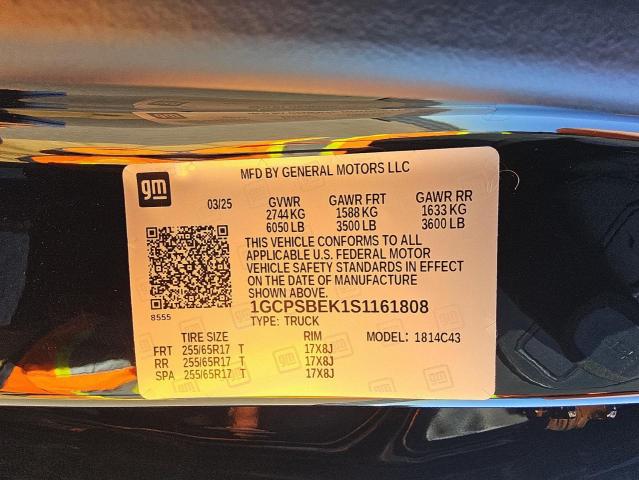 MFD BY GENERAL MOTORS LLC
gm
03/25 GVWR GAWR FRT GAWR RR
2744 KG 1588 KG 1633 KG
6050 LB 3500 LB 3600 LB
THIS VEHICLE CONFORMS TO ALL
APPLICABLE U.S. FEDERAL MOTOR
VEHICLE SAFETY STANDARDS IN EFFECT
ON THE DATE OF MANUFACTURE
SHOWN ABOVE.
8555
1GCPSBEK1S1161808
TYPE: TRUCK
TIRE SIZE RIM MODEL: 1814C43
FRT 255/65R17 T 17X8J
RR 255/65R17 T 17X8J
SPA 255/65R17 T 17X8J